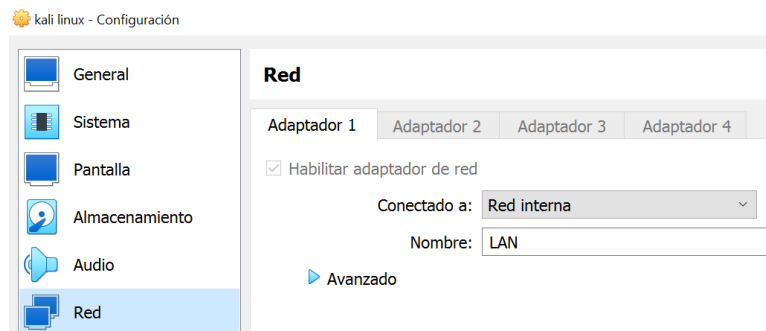 kali linux - Configuración
General
Sistema
Pantalla
Almacenamiento
Audio
Red
Red
Adaptador 1 Adaptador 2 Adaptador 3 Adaptador 4
Habilitar adaptador de red
Conectado a: Red interna
Nombre: LAN
Avanzado